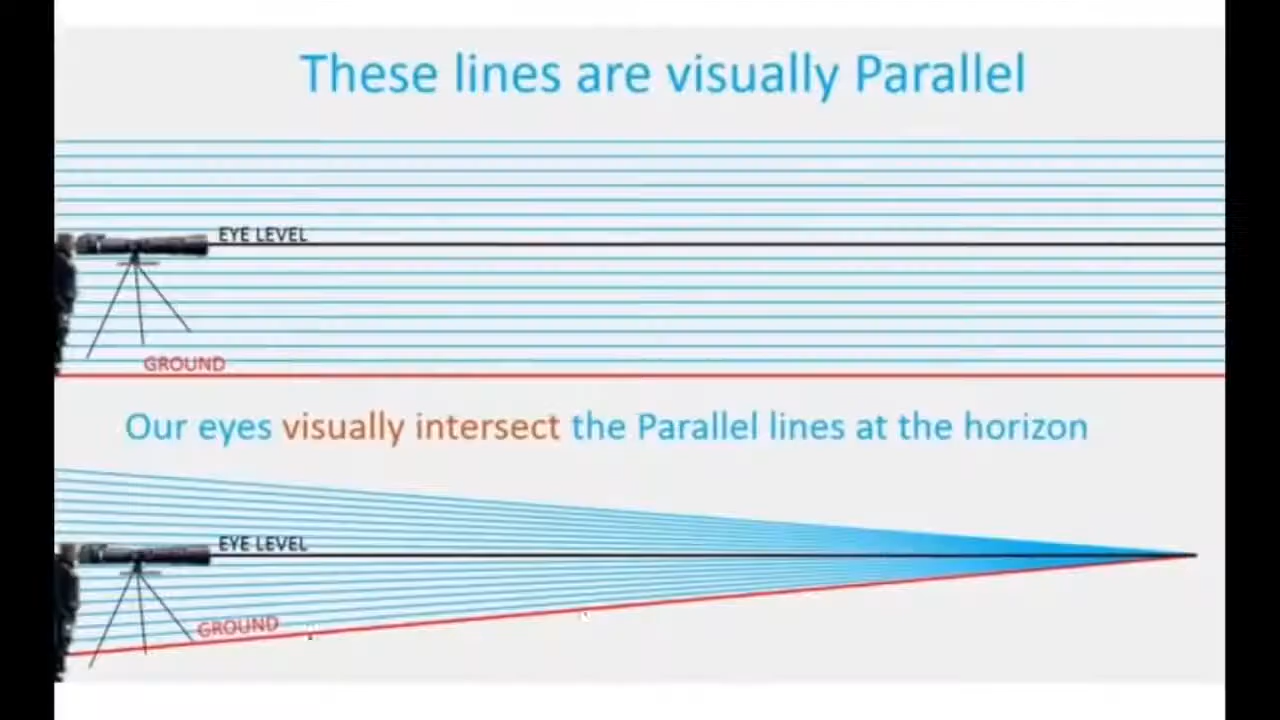 These lines are visually Parallel
EYE LEVEL
GROUND
Our eyes visually intersect the Parallel lines at the horizon
EYE LEVEL
GROUND